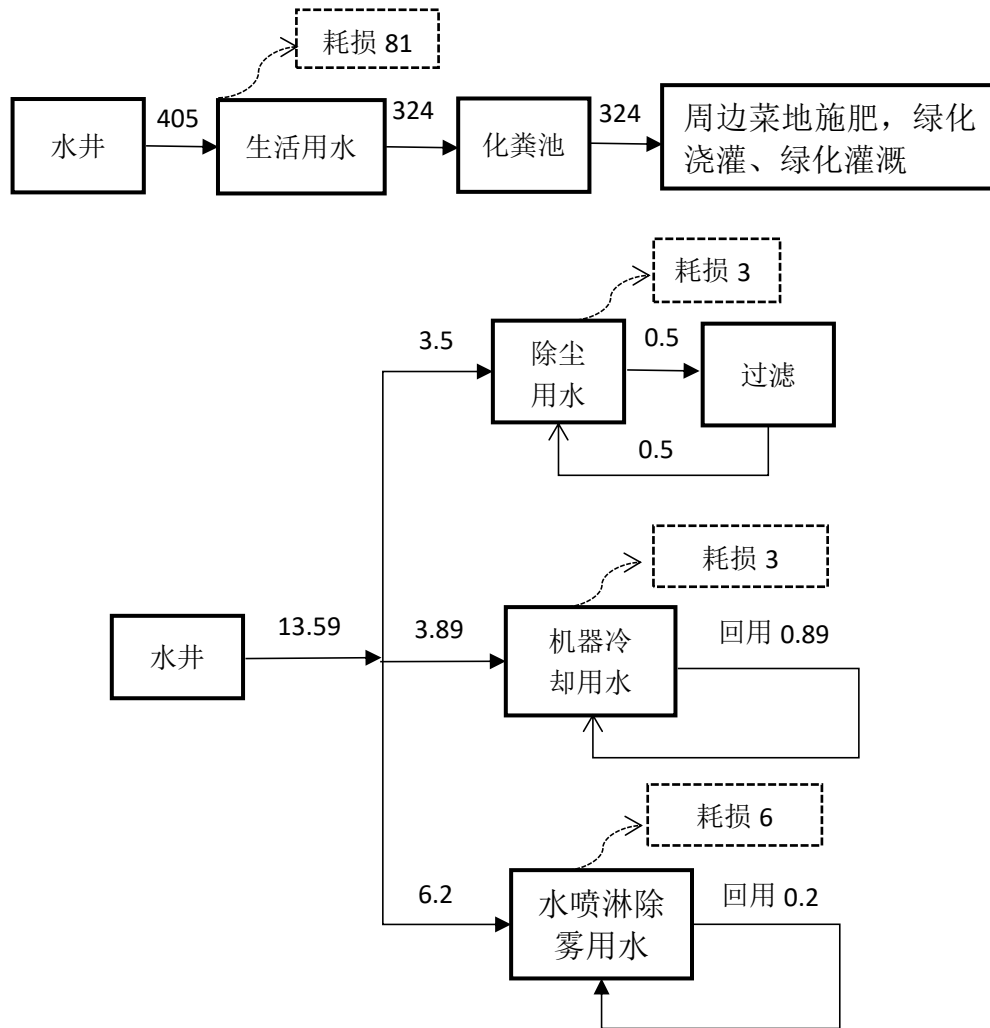 耗损 81
水井
405
生活用水
324
化粪池
324
周边菜地施肥，绿化
浇灌、绿化灌溉
耗损 3
3.5
除尘
用水
0.5
过滤
0.5
耗损 3
水井
13.59
3.89
机器冷
却用水
回用 0.89
耗损 6
6.2
水喷淋除
雾用水
回用 0.2